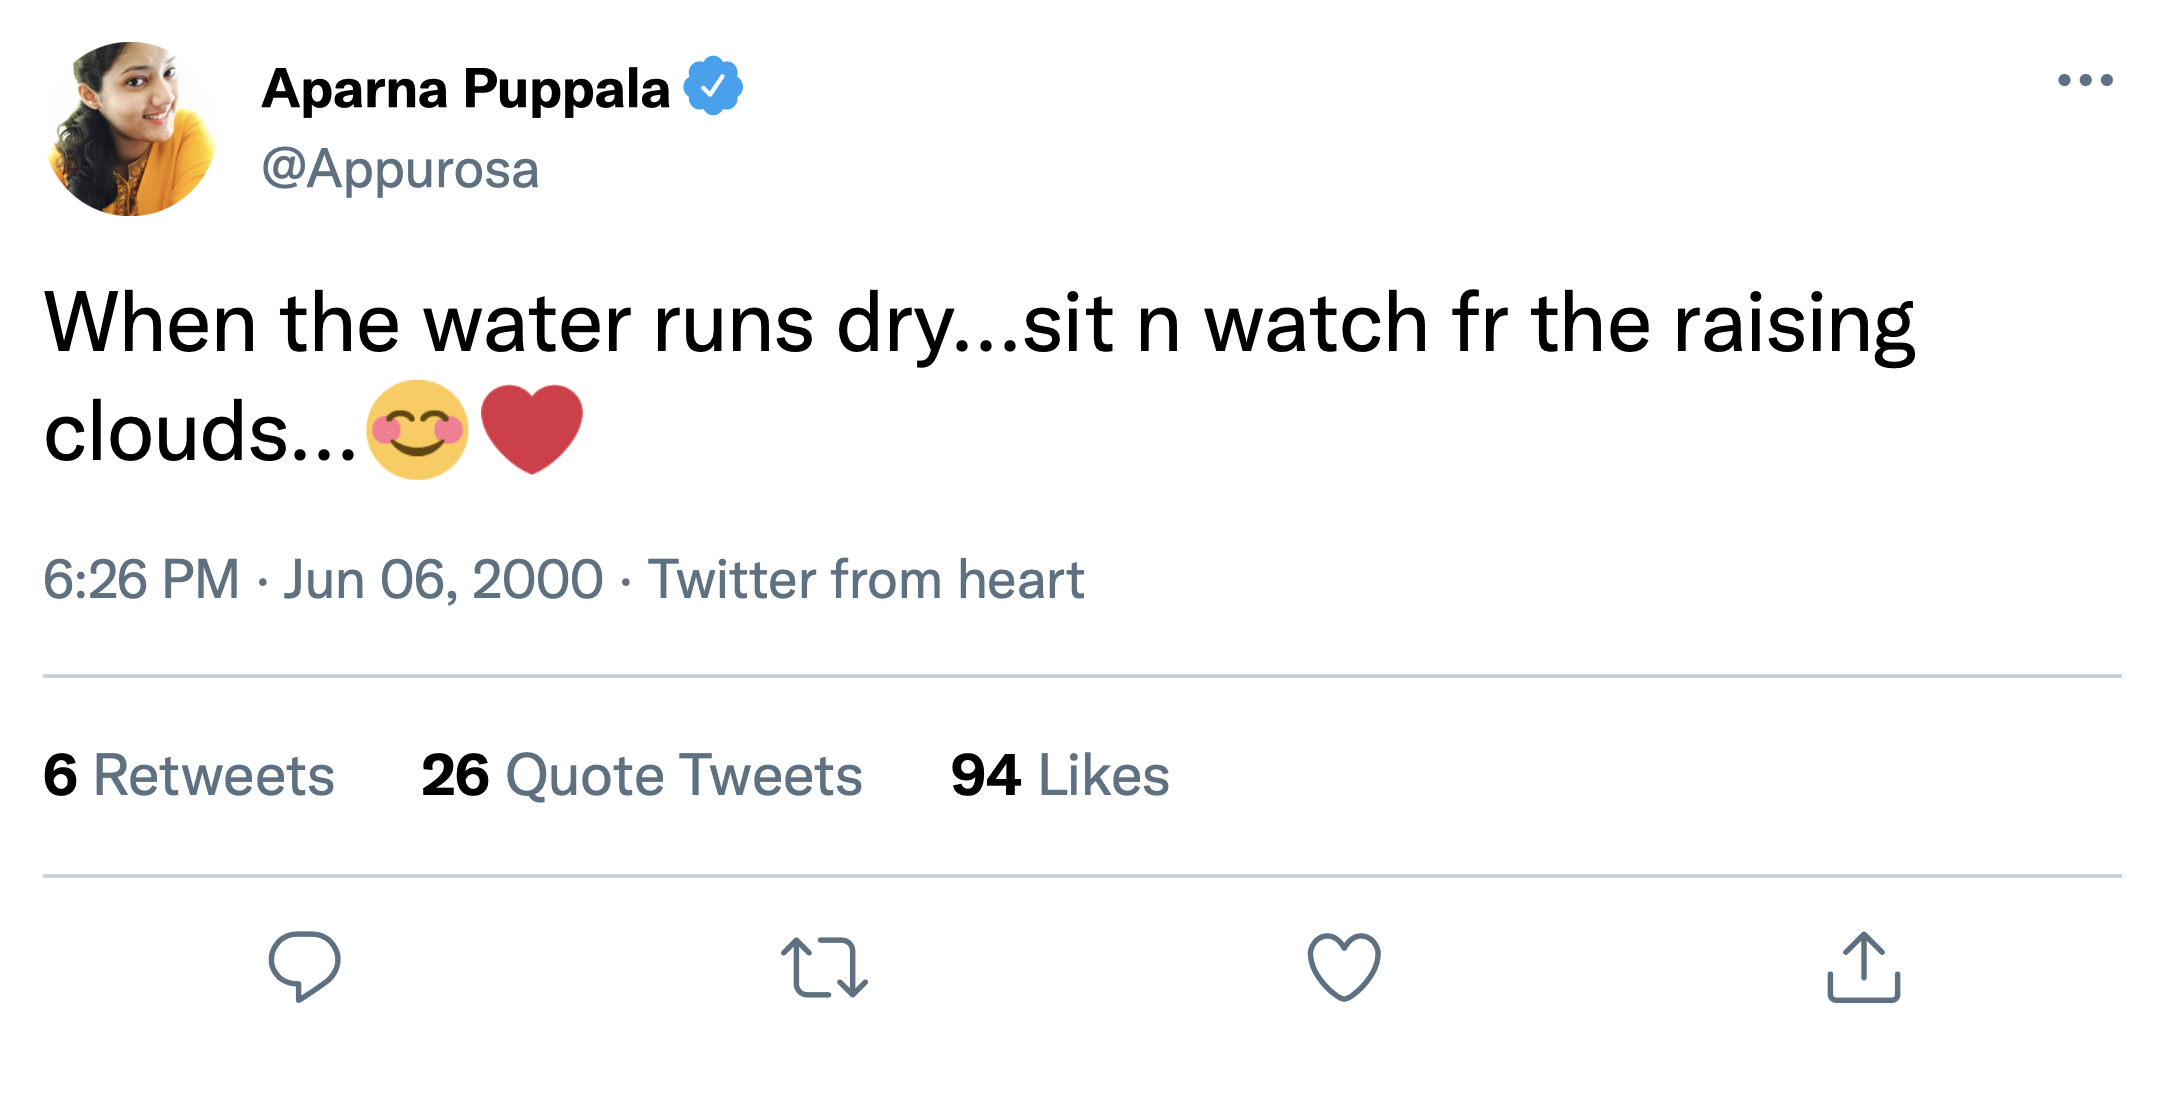 Aparna Puppala
@Appurosa
When the water runs dry...sit n watch fr the raising
clouds...😊❤️
6:26 PM · Jun 06, 2000 · Twitter from heart
6 Retweets 26 Quote Tweets 94 Likes